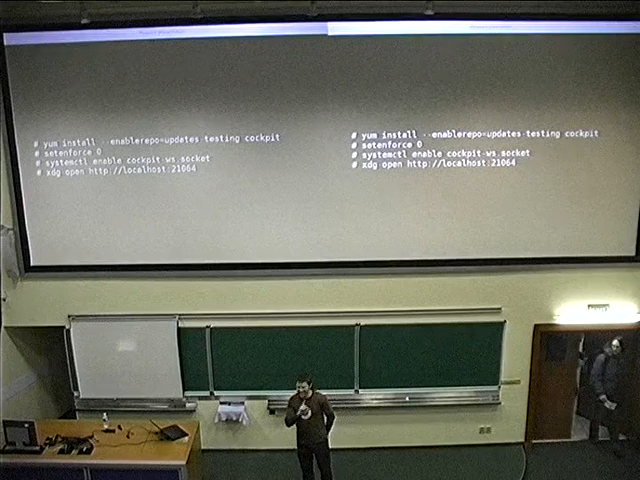 # yum install --enablerepo=updates-testing cockpit
# setenforce 0
# systemctl enable cockpit-ws.socket
# xdg-open http://localhost:21064
# yum install --enablerepo=updates-testing cockpit
# setenforce 0
# systemctl enable cockpit-ws.socket
# xdg-open http://localhost:21064